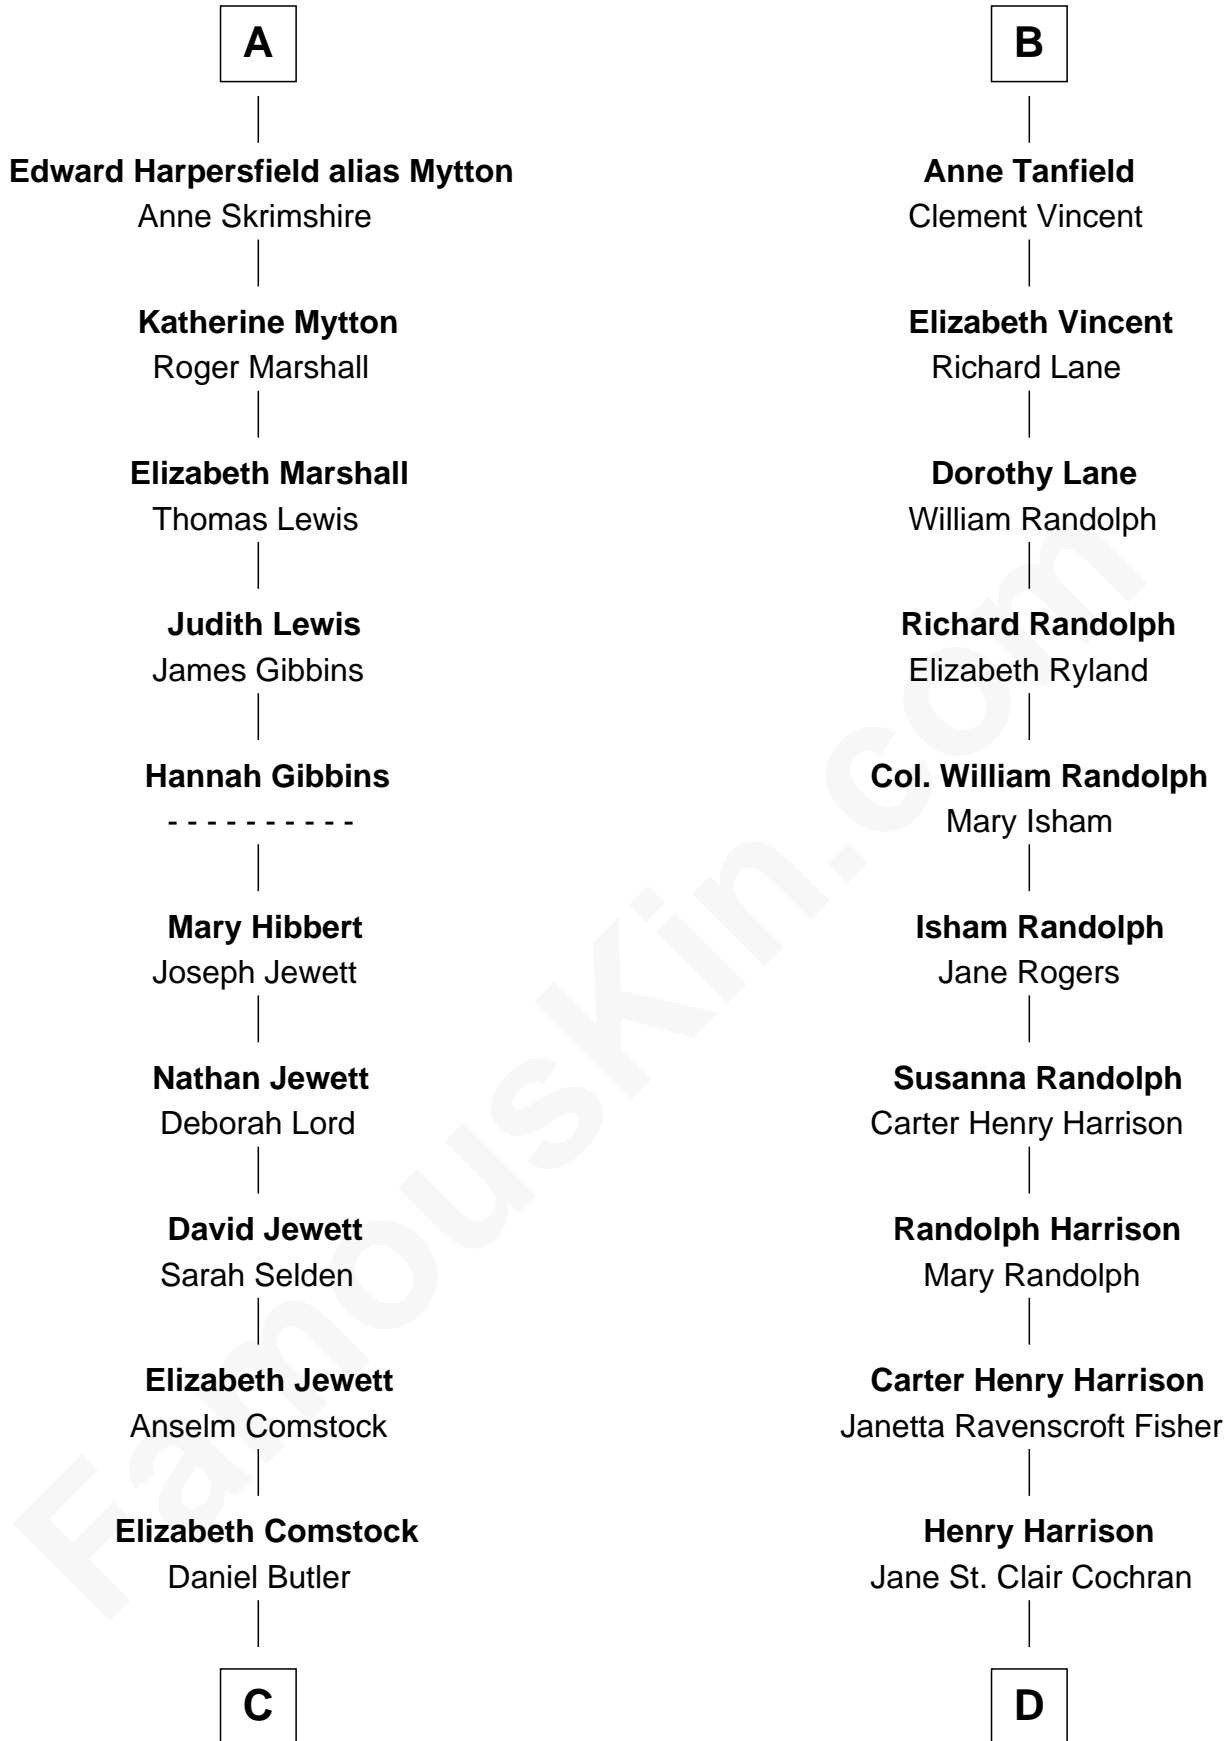 A
Edward Harpersfield alias Mytton
Anne Skrimshire
Katherine Mytton
Roger Marshall
Elizabeth Marshall
Thomas Lewis
Judith Lewis
James Gibbins
Hannah Gibbins
- - - - - - - - - -
Mary Hibbert
Joseph Jewett
Nathan Jewett
Deborah Lord
David Jewett
Sarah Selden
Elizabeth Jewett
Anselm Comstock
Elizabeth Comstock
Daniel Butler
C
B
Anne Tanfield
Clement Vincent
Elizabeth Vincent
Richard Lane
Dorothy Lane
William Randolph
Richard Randolph
Elizabeth Ryland
Col. William Randolph
Mary Isham
Isham Randolph
Jane Rogers
Susanna Randolph
Carter Henry Harrison
Randolph Harrison
Mary Randolph
Carter Henry Harrison
Janetta Ravenscroft Fisher
Henry Harrison
Jane St. Clair Cochran
D
FamousKin.com